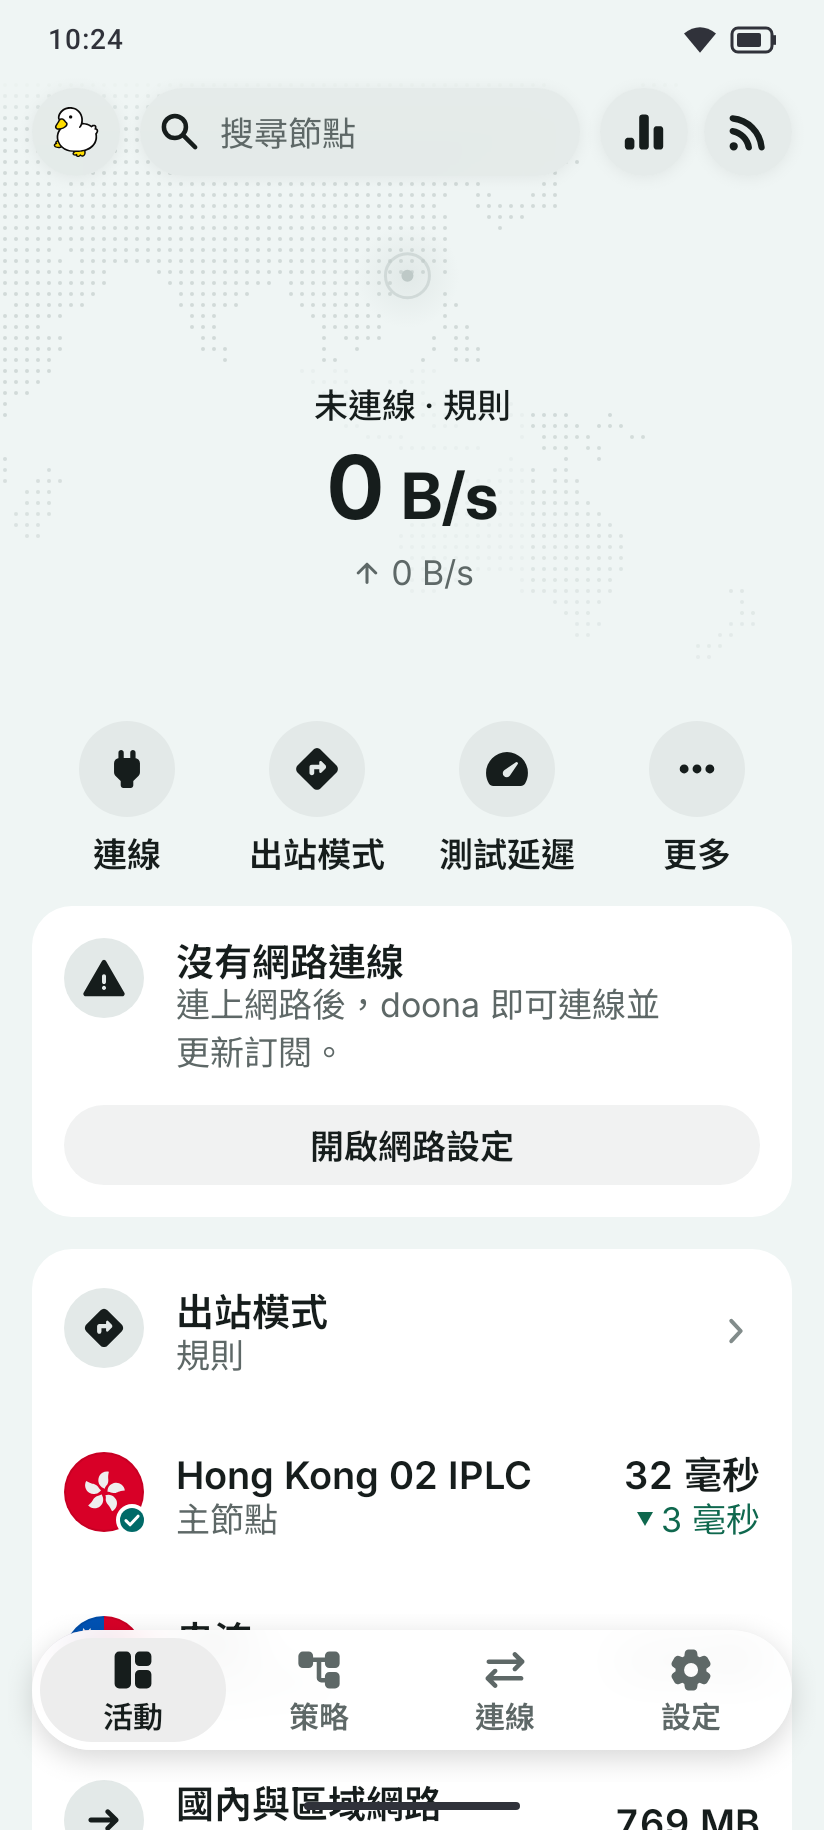 10:24
搜尋節點
未連線 · 規則
0 B/s
↑ 0 B/s
連線
出站模式
測試延遲
更多
沒有網路連線
連上網路後，doona 即可連線並
更新訂閱。
開啟網路設定
出站模式
規則
Hong Kong 02 IPLC
32 毫秒
主節點
▼3 毫秒
活動
策略
連線
設定
國內與區域網路
769 MB